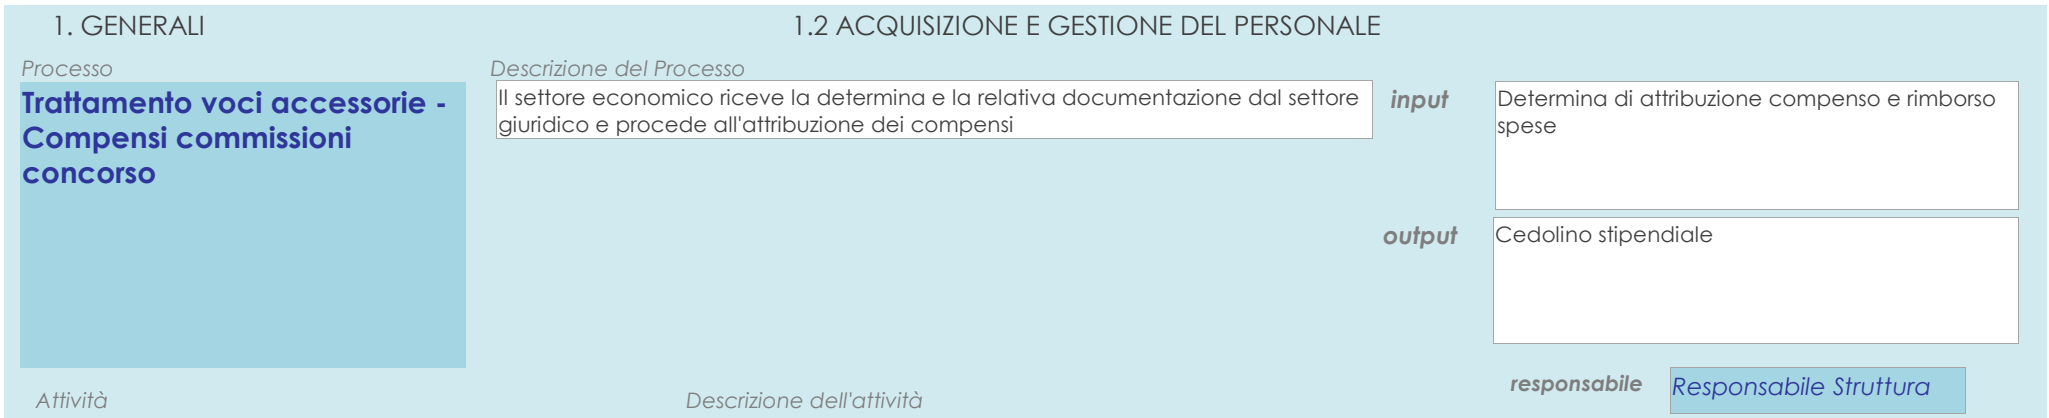 1. GENERALI
1.2 ACQUISIZIONE E GESTIONE DEL PERSONALE
Processo
Descrizione del Processo
Trattamento voci accessorie -
Compensi commissioni
concorso
Il settore economico riceve la determina e la relativa documentazione dal settore
giuridico e procede all'attribuzione dei compensi
input
Determina di attribuzione compenso e rimborso
spese
output
Cedolino stipendiale
responsabile
Responsabile Struttura
Attività
Descrizione dell'attività